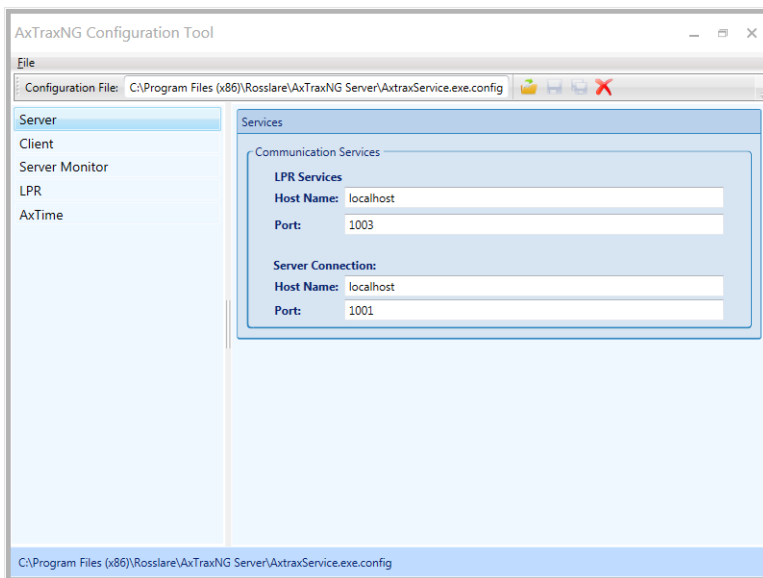 AxTraxNG Configuration Tool
File
Configuration File: C:\Program Files (x86)\Rosslare\AxTraxNG Server\AxtraxService.exe.config
Server
Client
Server Monitor
LPR
AxTime
Services
Communication Services
LPR Services
Host Name: localhost
Port: 1003
Server Connection:
Host Name: localhost
Port: 1001
C:\Program Files (x86)\Rosslare\AxTraxNG Server\AxtraxService.exe.config